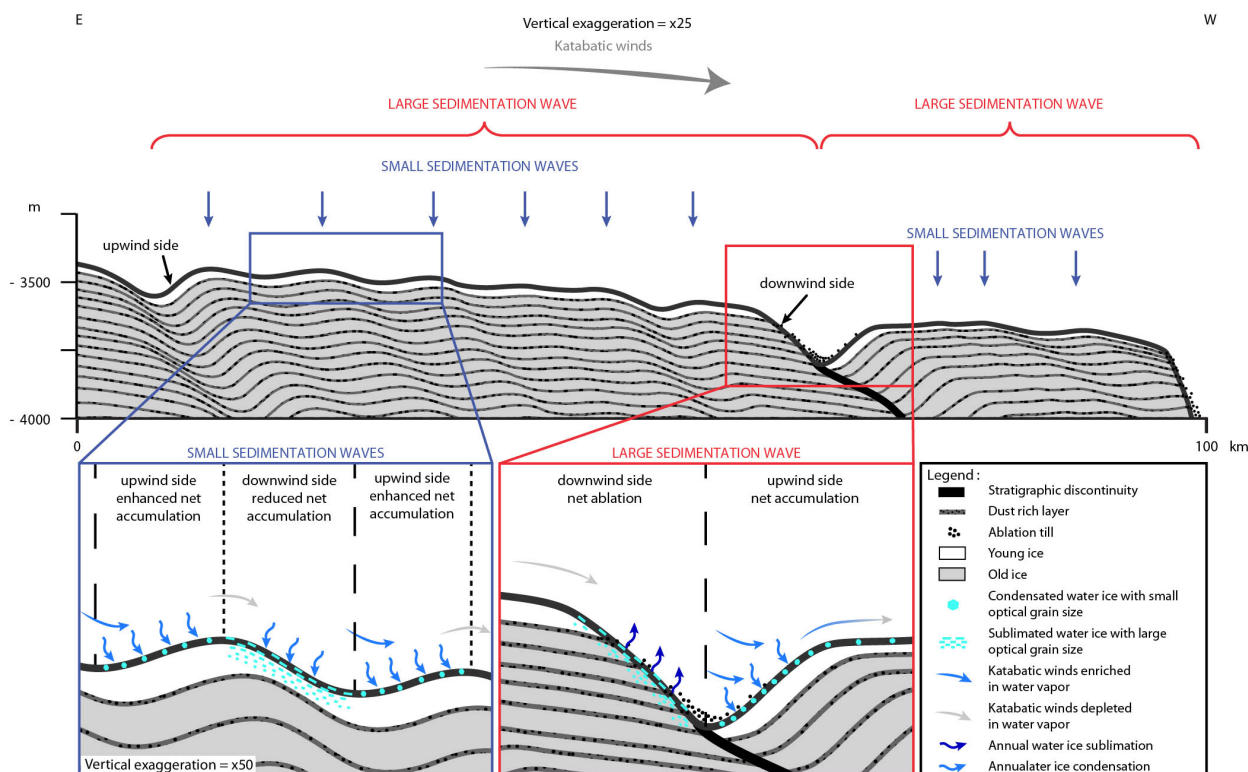 E
W
Vertical exaggeration = x25
Katabatic winds
LARGE SEDIMENTATION WAVE
LARGE SEDIMENTATION WAVE
SMALL SEDIMENTATION WAVES
m
upwind side
SMALL SEDIMENTATION WAVES
- 3500
downwind side
- 4000
0
100
km
SMALL SEDIMENTATION WAVES
upwind side
enhanced net
accumulation
downwind side
reduced net
accumulation
upwind side
enhanced net
accumulation
Vertical exaggeration = x50
LARGE SEDIMENTATION WAVE
downwind side
net ablation
upwind side
net accumulation
Legend :
Stratigraphic discontinuity
Dust rich layer
Ablation till
Young ice
Old ice
Condensated water ice with small
optical grain size
Sublimated water ice with large
optical grain size
Katabatic winds enriched
in water vapor
Katabatic winds depleted
in water vapor
Annual water ice sublimation
Annualater ice condensation